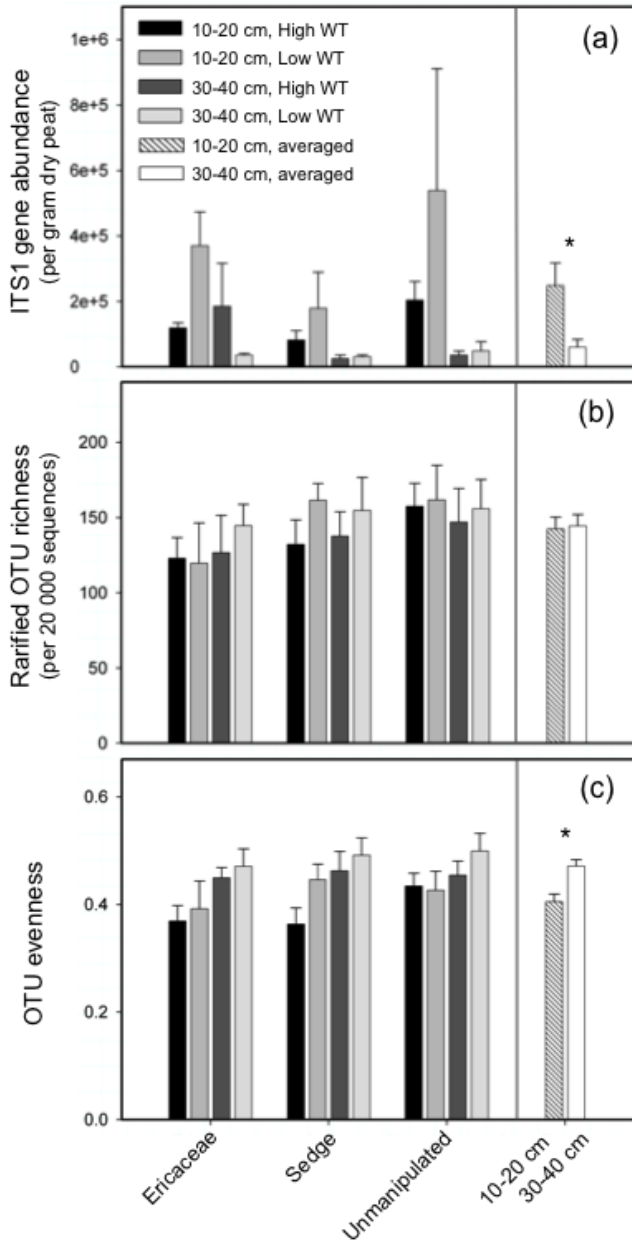 ITS1 gene abundance
(per gram dry peat)
1e+6
8e+5
6e+5
4e+5
2e+5
0
10-20 cm, High WT
10-20 cm, Low WT
30-40 cm, High WT
30-40 cm, Low WT
10-20 cm, averaged
30-40 cm, averaged
(a)
*
Rarified OTU richness
(per 20 000 sequences)
200
150
100
50
0
(b)
OTU evenness
0.6
0.4
0.2
0.0
(c)
*
Ericaceae
Sedge
Unmanipulated
10-20 cm
30-40 cm